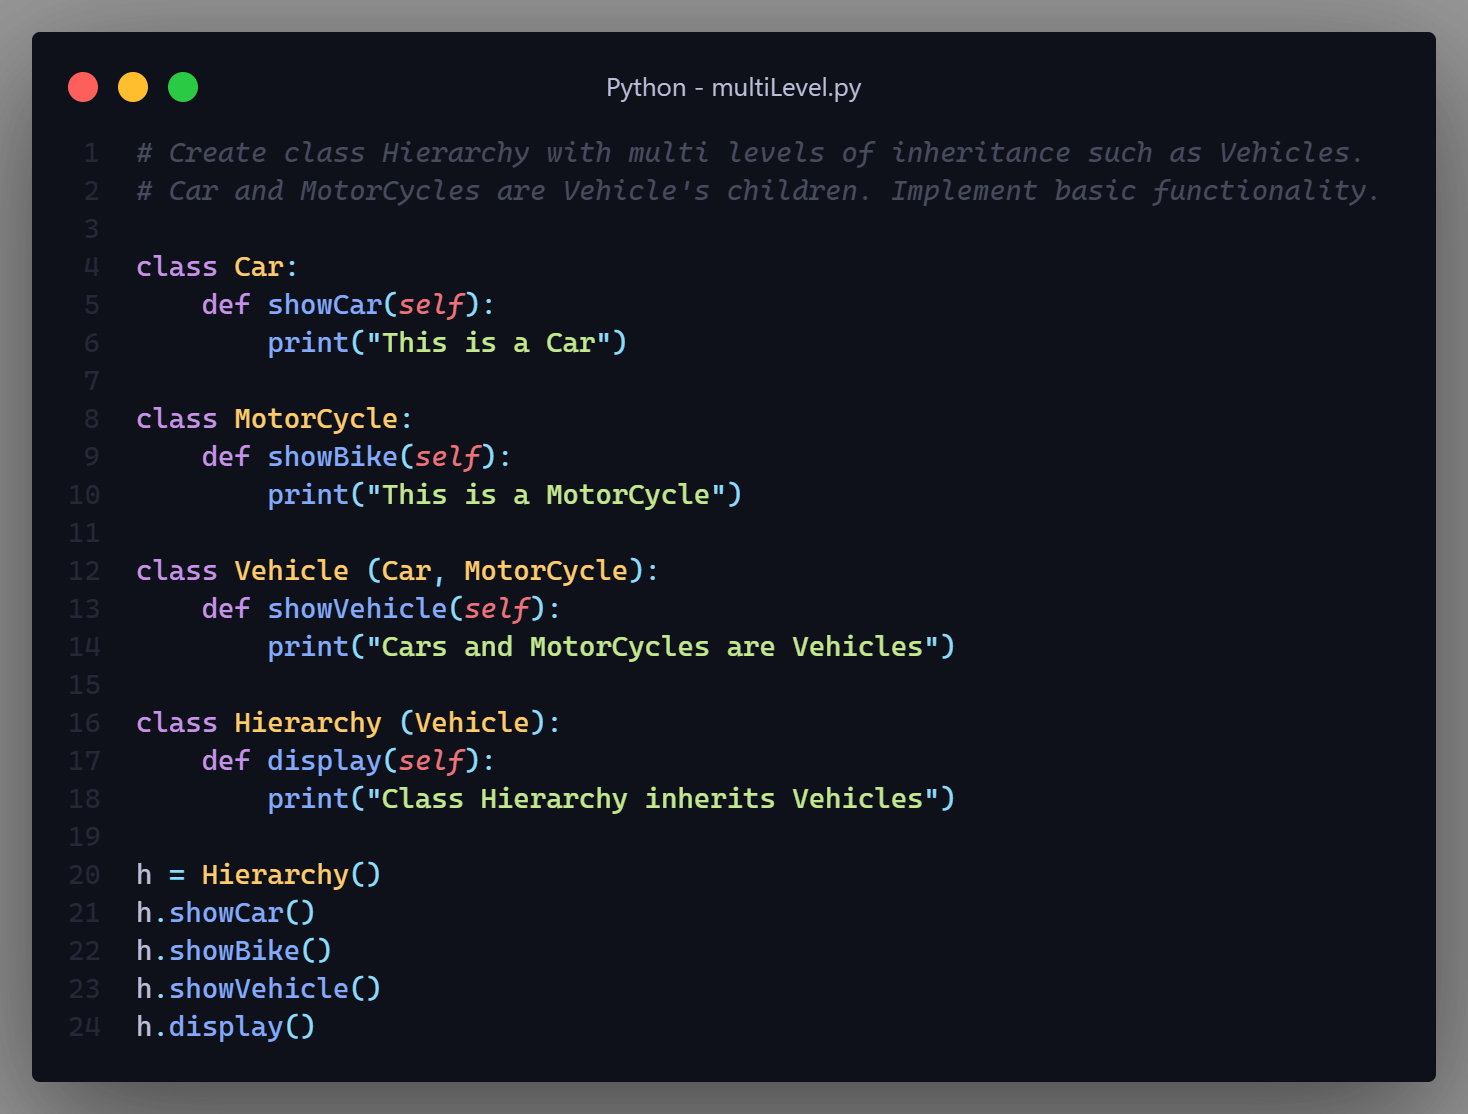 Python - multiLevel.py
1 # Create class Hierarchy with multi levels of inheritance such as Vehicles.
2 # Car and MotorCycles are Vehicle's children. Implement basic functionality.
3
4 class Car:
5     def showCar(self):
6         print("This is a Car")
7
8 class MotorCycle:
9     def showBike(self):
10         print("This is a MotorCycle")
11
12 class Vehicle (Car, MotorCycle):
13     def showVehicle(self):
14         print("Cars and MotorCycles are Vehicles")
15
16 class Hierarchy (Vehicle):
17     def display(self):
18         print("Class Hierarchy inherits Vehicles")
19
20 h = Hierarchy()
21 h.showCar()
22 h.showBike()
23 h.showVehicle()
24 h.display()